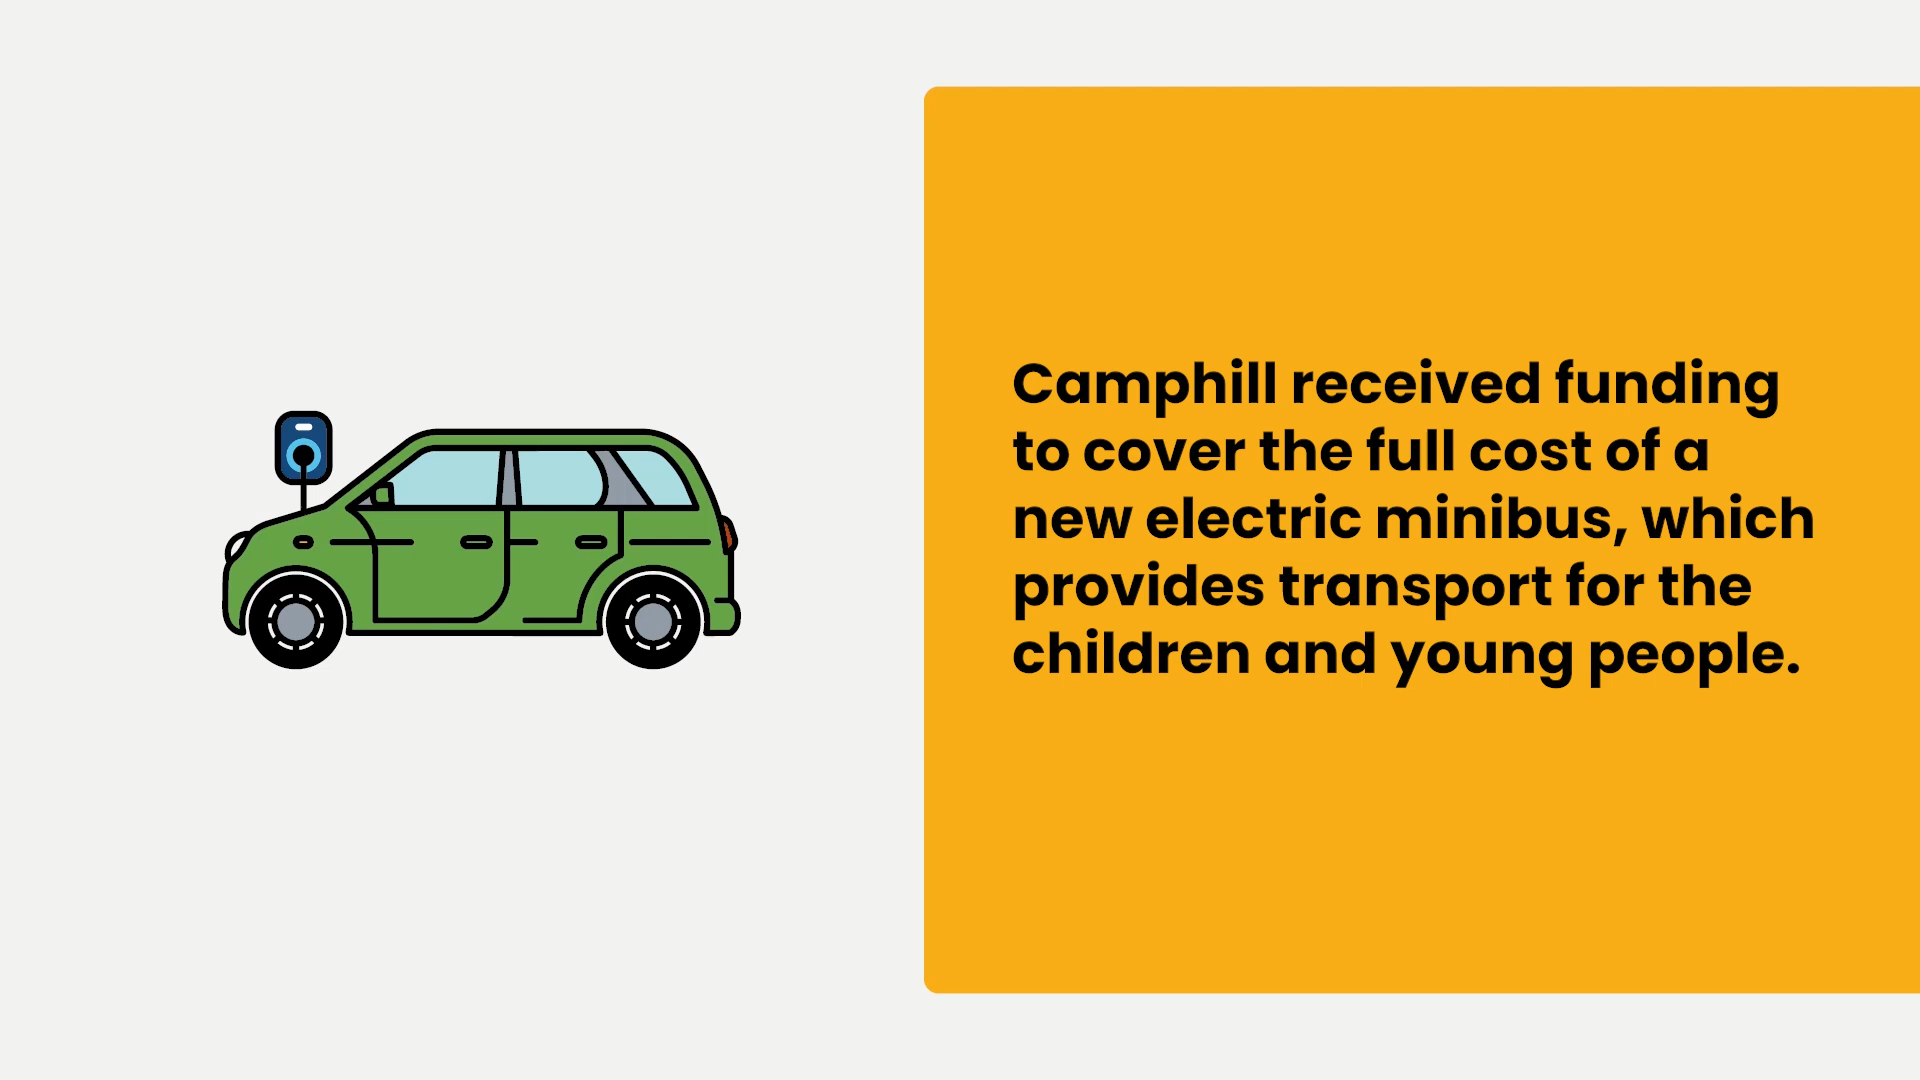 Camphill received funding
to cover the full cost of a
new electric minibus, which
provides transport for the
children and young people.